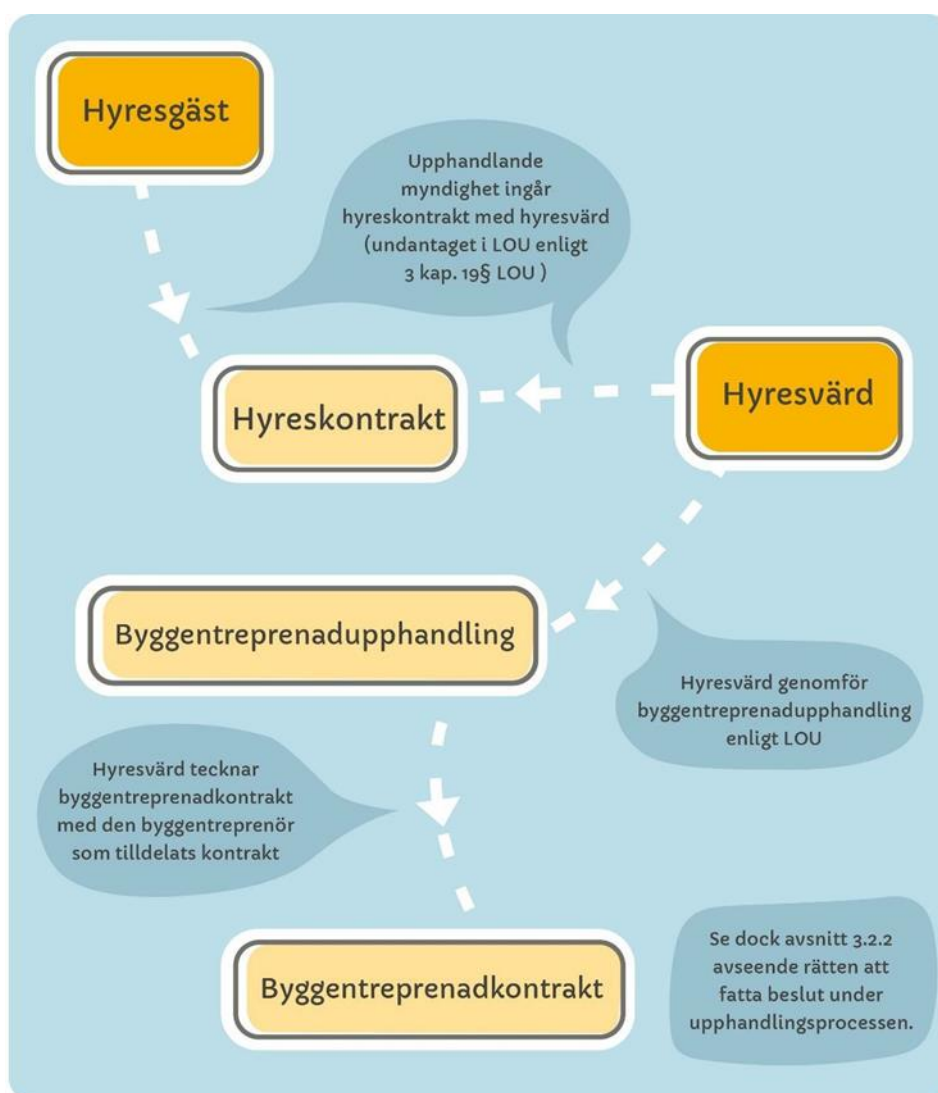 Hyresgäst
Upphandlande
myndighet ingår
hyreskontrakt med hyresvärd
(undantaget i LOU enligt
3 kap. 19§ LOU )
Hyresvärd
Hyreskontrakt
Byggentreprenadupphandling
Hyresvärd genomför
byggentreprenadupphandling
enligt LOU
Hyresvärd tecknar
byggentreprenadkontrakt
med den byggentreprenör
som tilldelats kontrakt
Byggentreprenadkontrakt
Se dock avsnitt 3.2.2
avseende rätten att
fatta beslut under
upphandlingsprocessen.